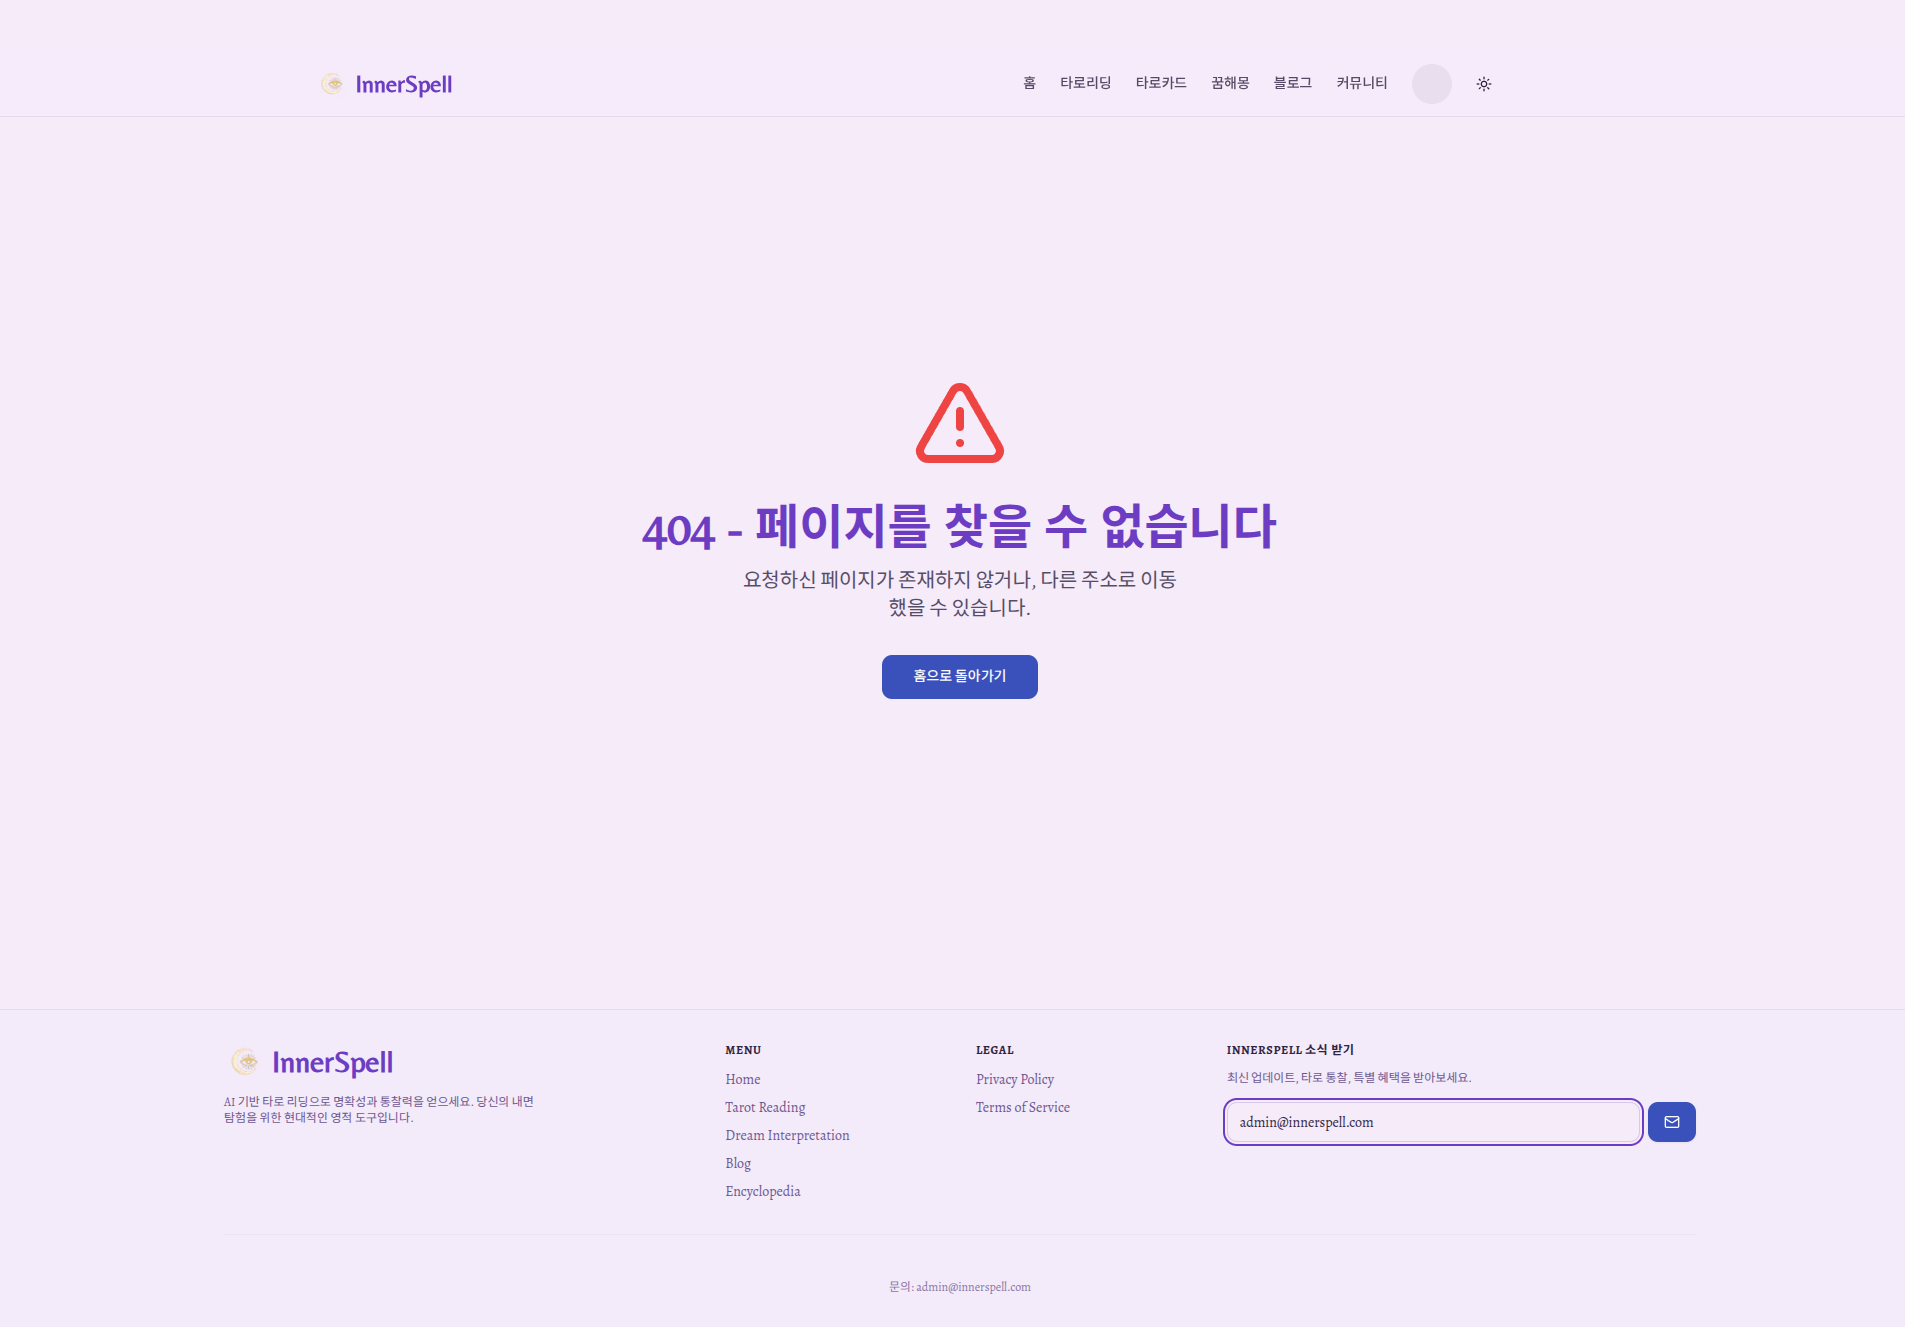 InnerSpell
홈 타로리딩 타로카드 꿈해몽 블로그 커뮤니티
404 - 페이지를 찾을 수 없습니다
요청하신 페이지가 존재하지 않거나, 다른 주소로 이동
했을 수 있습니다.
홈으로 돌아가기
InnerSpell
AI 기반 타로 리딩으로 명확성과 통찰력을 얻으세요. 당신의 내면
탐험을 위한 현대적인 영적 도구입니다.
MENU
Home
Tarot Reading
Dream Interpretation
Blog
Encyclopedia
LEGAL
Privacy Policy
Terms of Service
INNERSPELL 소식 받기
최신 업데이트, 타로 통찰, 특별 혜택을 받아보세요.
admin@innerspell.com
문의: admin@innerspell.com